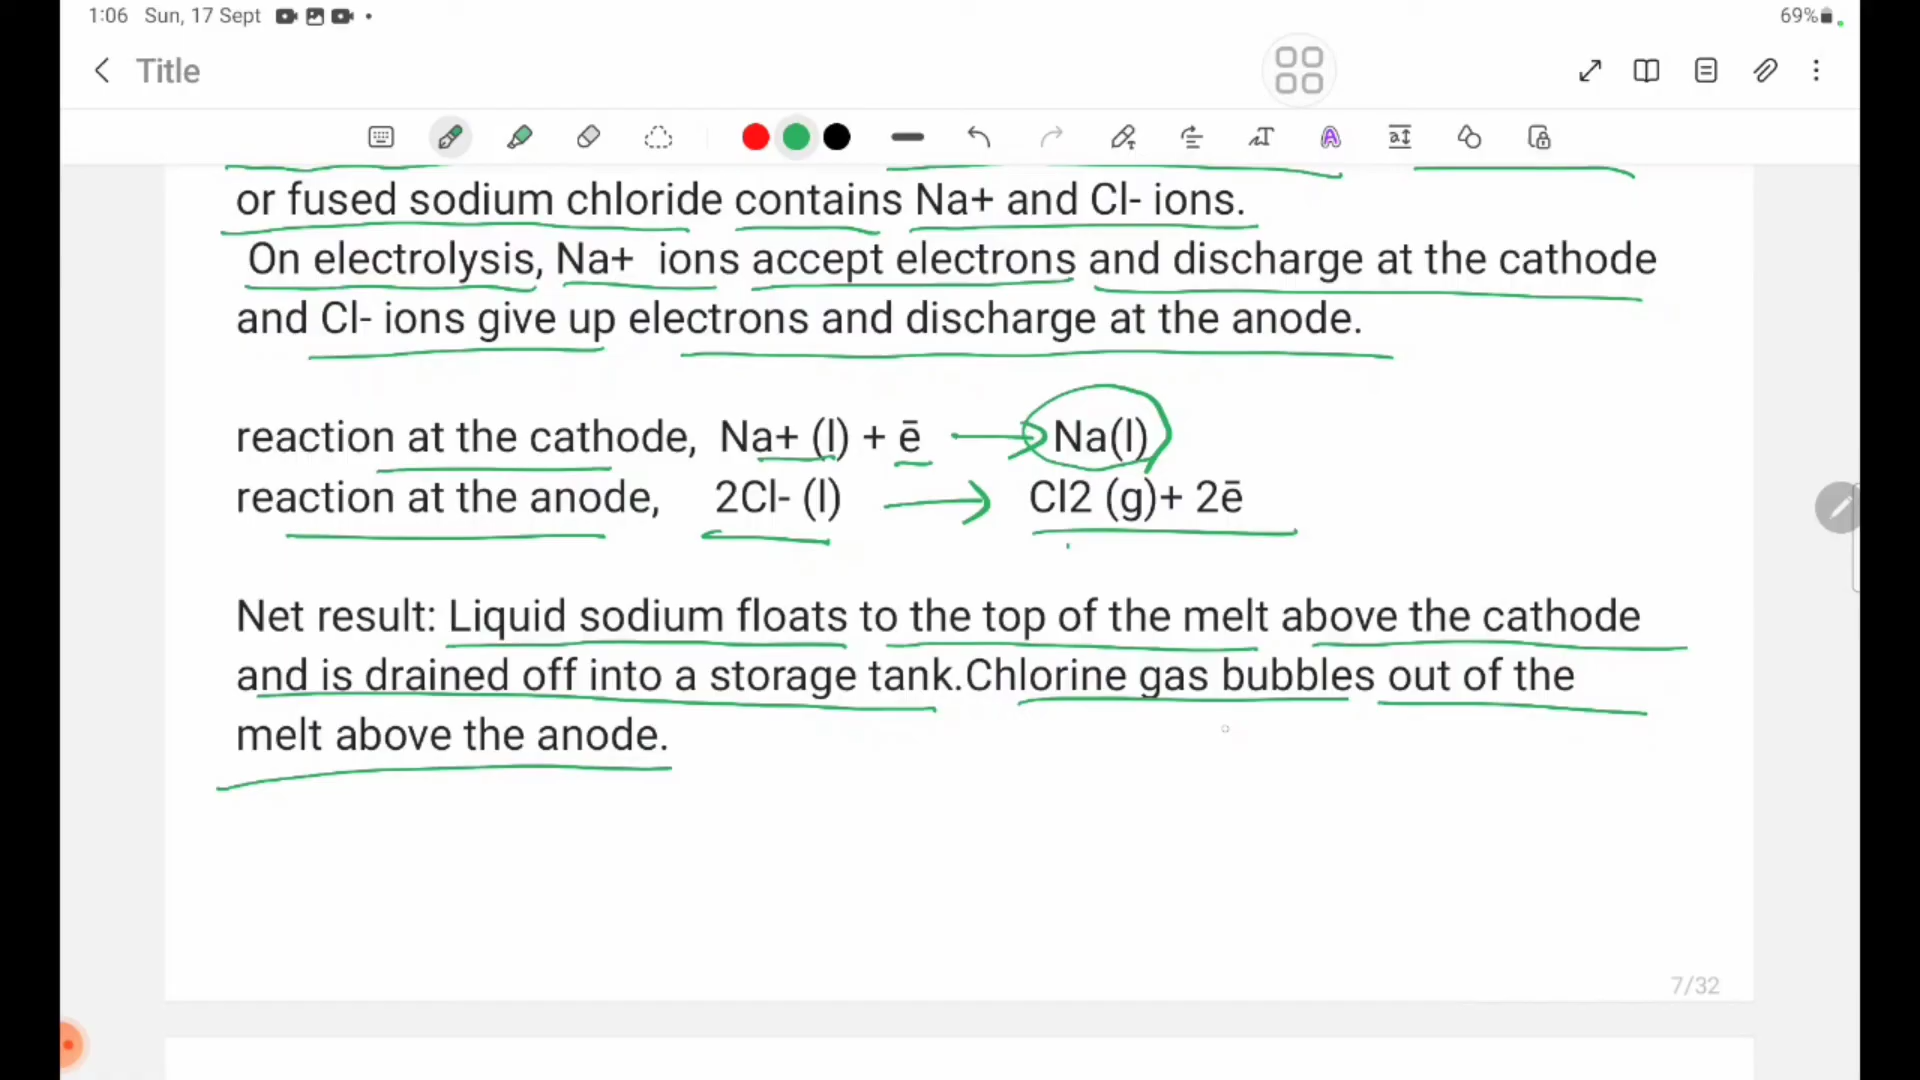 1:06 Sun, 17 Sept
69%
Title
or fused sodium chloride contains Na+ and Cl- ions.
On electrolysis, Na+ ions accept electrons and discharge at the cathode
and Cl- ions give up electrons and discharge at the anode.
reaction at the cathode, Na+ (l) + ē → Na(l)
reaction at the anode, 2Cl- (l) → Cl2 (g)+ 2ē
Net result: Liquid sodium floats to the top of the melt above the cathode
and is drained off into a storage tank.Chlorine gas bubbles out of the
melt above the anode.
7/32